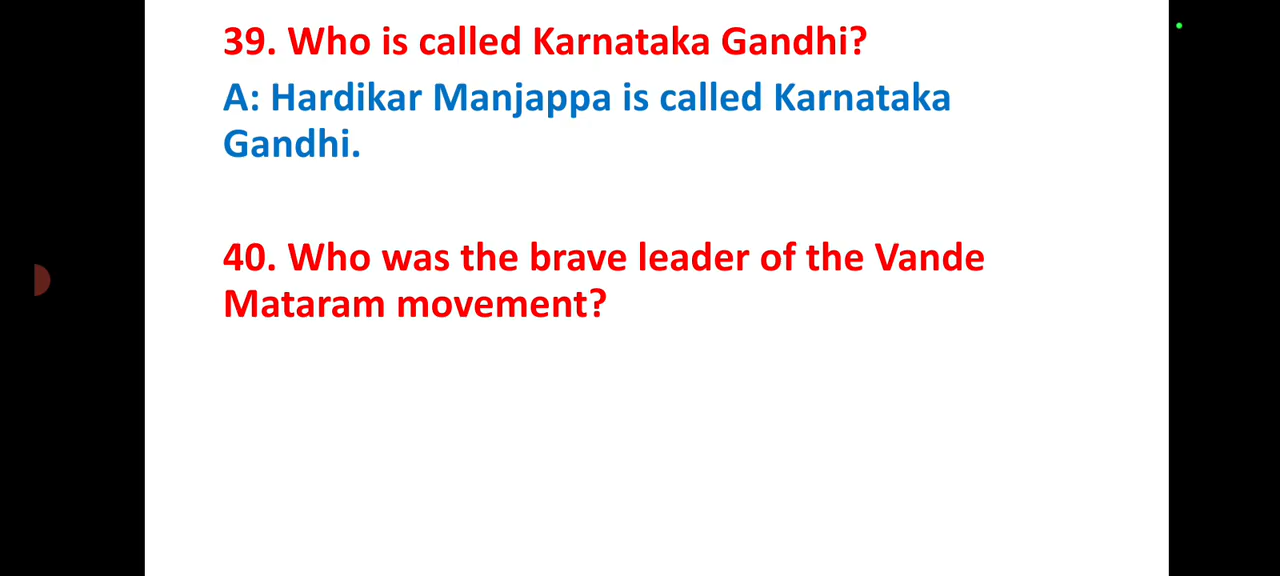 39. Who is called Karnataka Gandhi?
A: Hardikar Manjappa is called Karnataka
Gandhi.
40. Who was the brave leader of the Vande
Mataram movement?